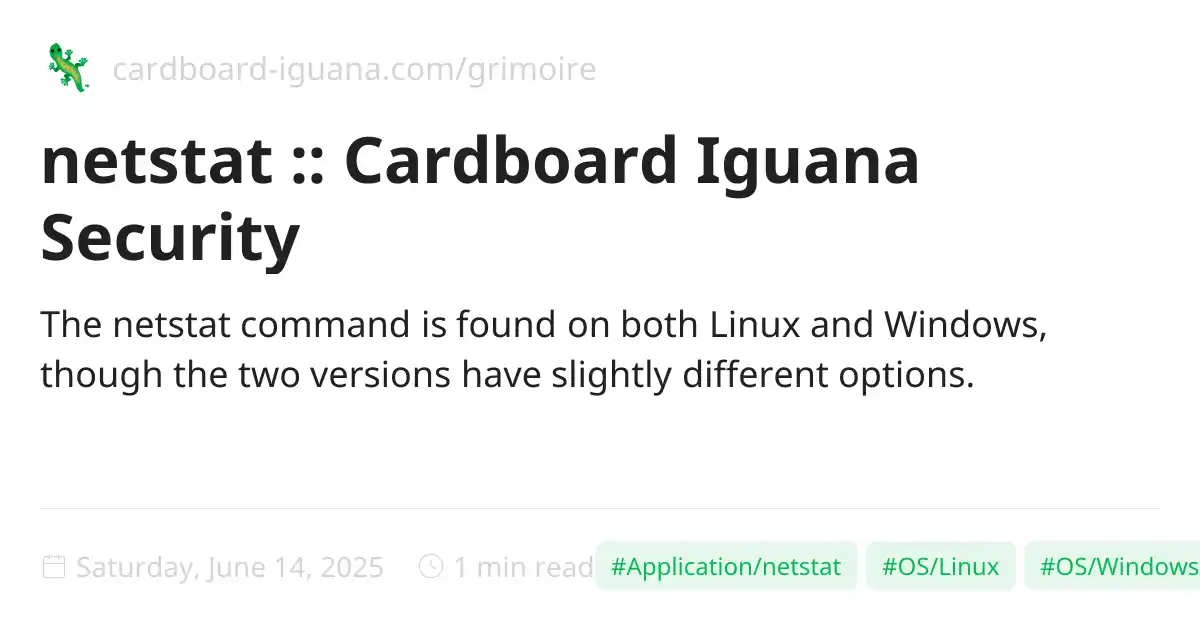 cardboard-iguana.com/grimoire
netstat :: Cardboard Iguana
Security
The netstat command is found on both Linux and Windows,
though the two versions have slightly different options.
Saturday, June 14, 2025 1 min read #Application/netstat #OS/Linux #OS/Windows